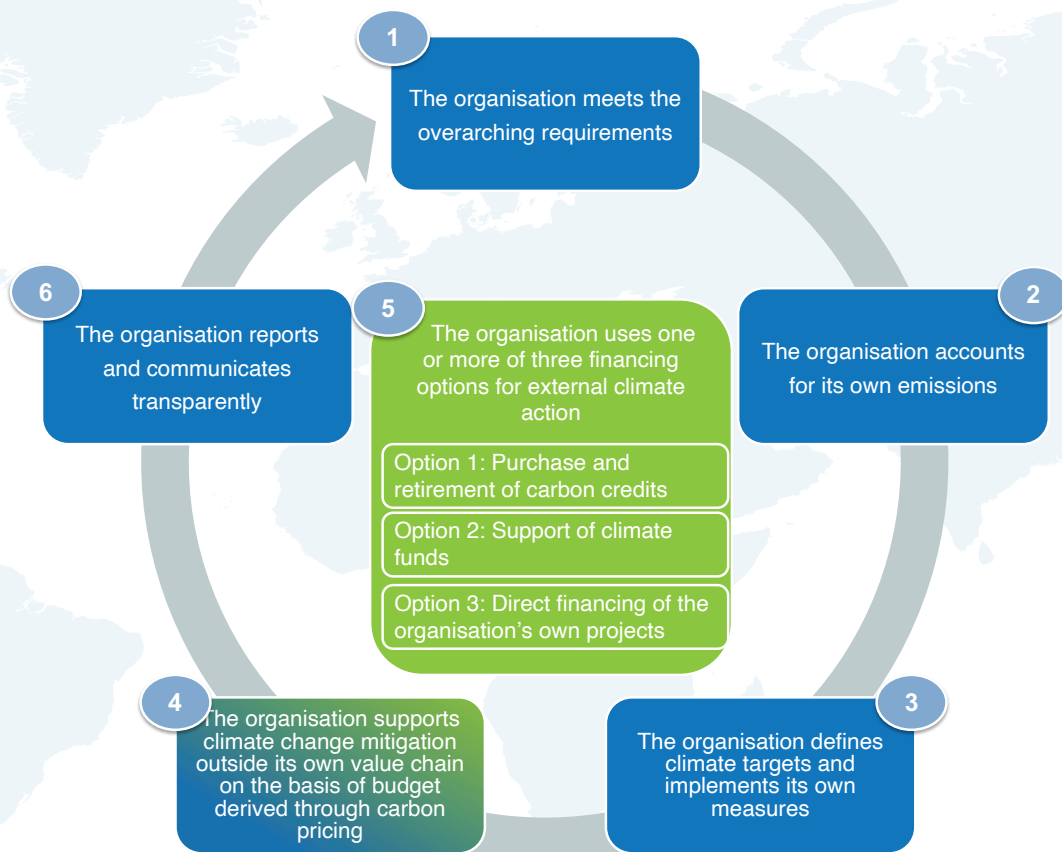 1
The organisation meets the
overarching requirements
2
The organisation accounts
for its own emissions
3
The organisation defines
climate targets and
implements its own
measures
4
The organisation supports
climate change mitigation
outside its own value chain
on the basis of budget
derived through carbon
pricing
5
The organisation uses one
or more of three financing
options for external climate
action
Option 1: Purchase and
retirement of carbon credits
Option 2: Support of climate
funds
Option 3: Direct financing of the
organisation's own projects
6
The organisation reports
and communicates
transparently